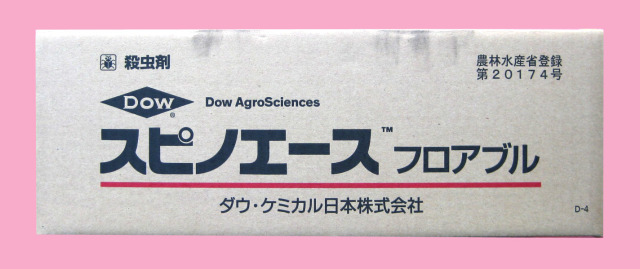 殺虫剤
農林水産省登録
第20174号
DOW
® Dow AgroSciences
スピノエース™ フロアブル
ダウ・ケミカル日本株式会社
D-4